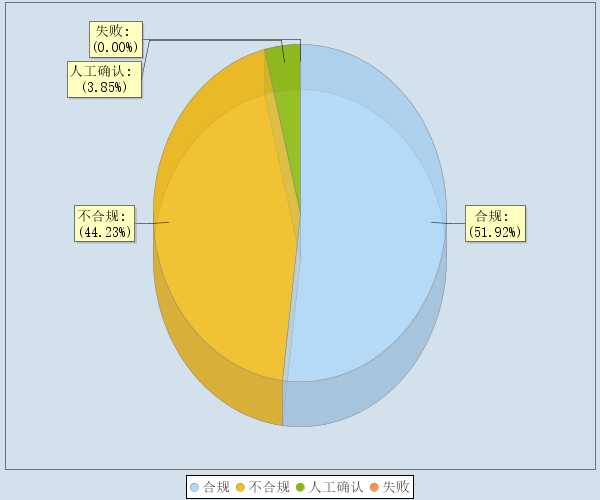 失败:
(0.00%)
人工确认:
(3.85%)
不合规:
(44.23%)
合规:
(51.92%)
合规 不合规 人工确认 失败